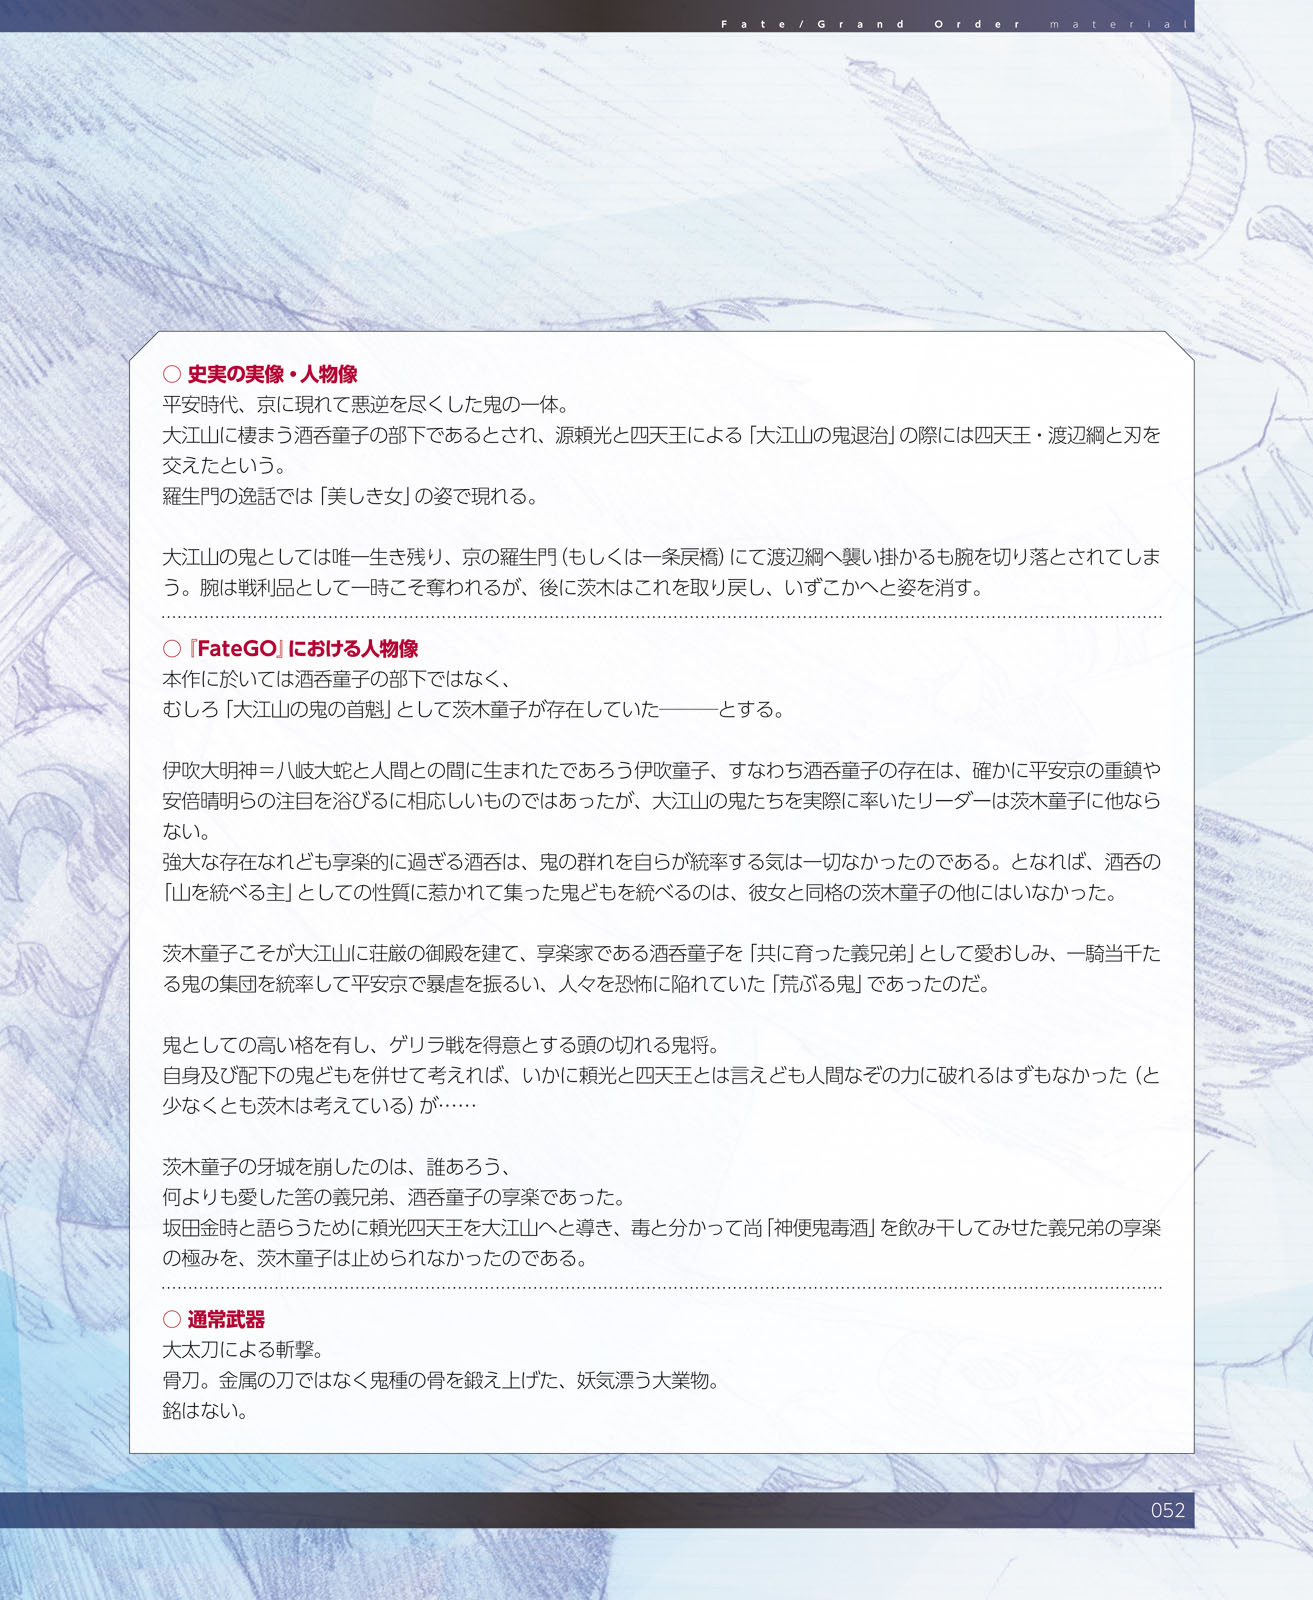 Fate/Grand Order material
○ 史実の実像・人物像
平安時代、京に現れて悪逆を尽くした鬼の一体。
大江山に棲まう酒呑童子の部下であるとされ、源頼光と四天王による「大江山の鬼退治」の際には四天王・渡辺綱と刃を
交えたという。
羅生門の逸話では「美しき女」の姿で現れる。
大江山の鬼としては唯一生き残り、京の羅生門（もしくは一条戻橋）にて渡辺綱へ襲い掛かるも腕を切り落とされてしま
う。腕は戦利品として一時こそ奪われるが、後に茨木はこれを取り戻し、いずこかへと姿を消す。
○『FateGO』における人物像
本作に於いては酒呑童子の部下ではなく、
むしろ「大江山の鬼の首魁」として茨木童子が存在していた―――とする。
伊吹大明神＝八岐大蛇と人間との間に生まれたであろう伊吹童子、すなわち酒呑童子の存在は、確かに平安京の重鎮や
安倍晴明らの注目を浴びるに相応しいものではあったが、大江山の鬼たちを実際に率いたリーダーは茨木童子に他なら
ない。
強大な存在なれども享楽的に過ぎる酒呑は、鬼の群れを自らが統率する気は一切なかったのである。となれば、酒呑の
「山を統べる主」としての性質に惹かれて集った鬼どもを統べるのは、彼女と同格の茨木童子の他にはいなかった。
茨木童子こそが大江山に荘厳の御殿を建て、享楽家である酒呑童子を「共に育った義兄弟」として愛おしみ、一騎当千た
る鬼の集団を統率して平安京で暴虐を振るい、人々を恐怖に陥れていた「荒ぶる鬼」であったのだ。
鬼としての高い格を有し、ゲリラ戦を得意とする頭の切れる鬼将。
自身及び配下の鬼どもを併せて考えれば、いかに頼光と四天王とは言えども人間なぞの力に破れるはずもなかった（と
少なくとも茨木は考えている）が……
茨木童子の牙城を崩したのは、誰あろう、
何よりも愛した筈の義兄弟、酒呑童子の享楽であった。
坂田金時と語らうために頼光四天王を大江山へと導き、毒と分かって尚「神便鬼毒酒」を飲み干してみせた義兄弟の享楽
の極みを、茨木童子は止められなかったのである。
○ 通常武器
大太刀による斬撃。
骨刀。金属の刀ではなく鬼種の骨を鍛え上げた、妖気漂う大業物。
銘はない。
052